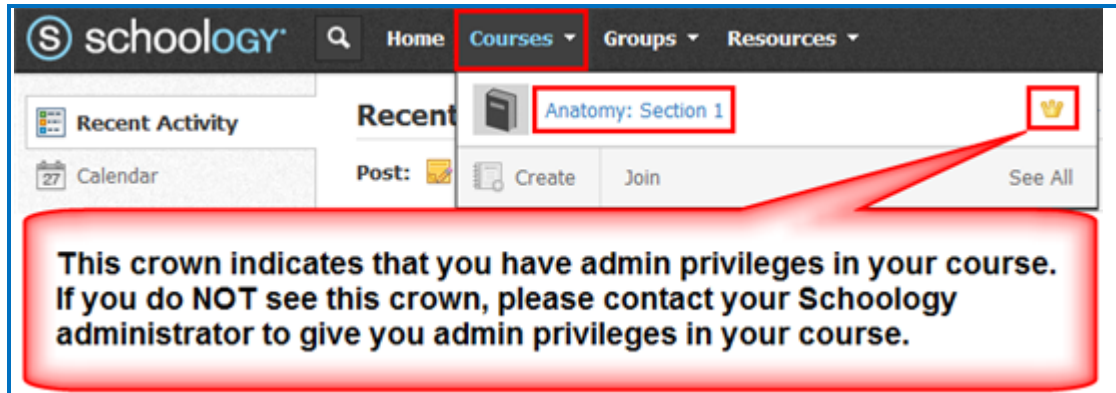 S schoology Home Courses Groups Resources
Recent Activity Recent Anatomy: Section 1
27 Calendar Post: Create Join See All
This crown indicates that you have admin privileges in your course.
If you do NOT see this crown, please contact your Schoology
administrator to give you admin privileges in your course.